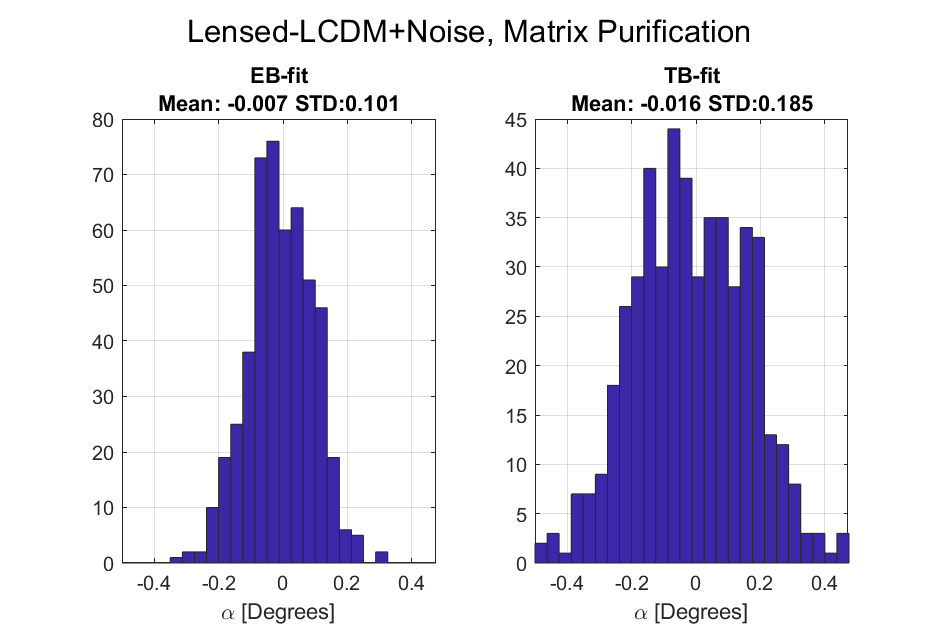 Lensed-LCDM+Noise, Matrix Purification
EB-fit
Mean: -0.007 STD:0.101
80
70
60
50
40
30
20
10
0
-0.4 -0.2 0 0.2 0.4
α [Degrees]
TB-fit
Mean: -0.016 STD:0.185
45
40
35
30
25
20
15
10
5
0
-0.4 -0.2 0 0.2 0.4
α [Degrees]